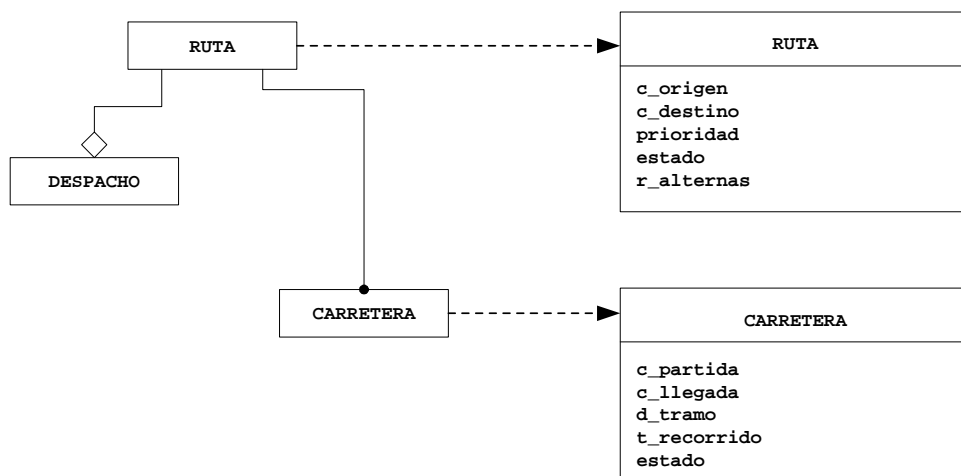 RUTA
DESPACHO
CARRETERA
RUTA
c_origen
c_destino
prioridad
estado
r_alternas
CARRETERA
c_partida
c_llegada
d_tramo
t_recorrido
estado